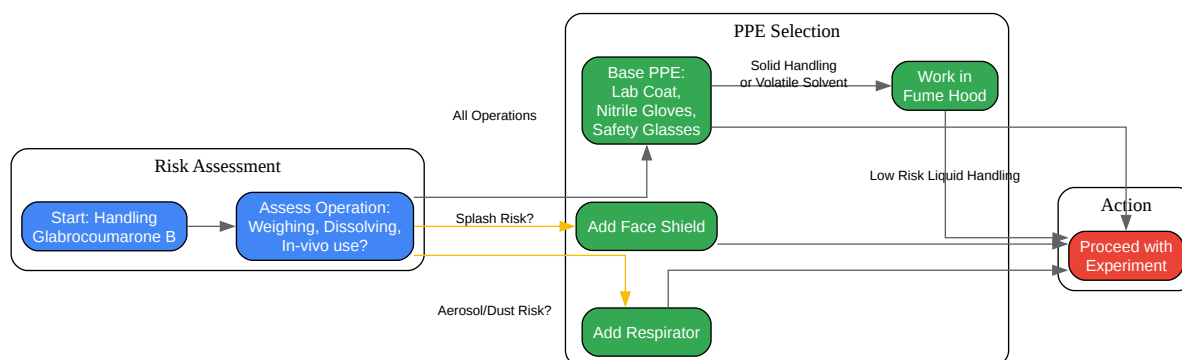 Risk Assessment
Start: Handling
Glabrocoumarone B
Assess Operation:
Weighing, Dissolving,
In-vivo use?
All Operations
Splash Risk?
Aerosol/Dust Risk?
PPE Selection
Base PPE:
Lab Coat,
Nitrile Gloves,
Safety Glasses
Solid Handling
or Volatile Solvent
Work in
Fume Hood
Low Risk Liquid Handling
Add Face Shield
Add Respirator
Action
Proceed with
Experiment